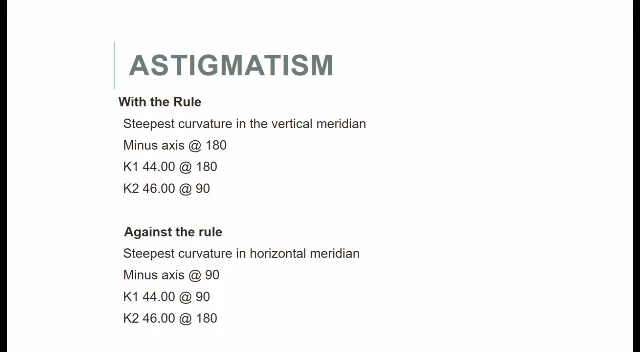 ASTIGMATISM
With the Rule
Steepest curvature in the vertical meridian
Minus axis @ 180
K1 44.00 @ 180
K2 46.00 @ 90
Against the rule
Steepest curvature in horizontal meridian
Minus axis @ 90
K1 44.00 @ 90
K2 46.00 @ 180